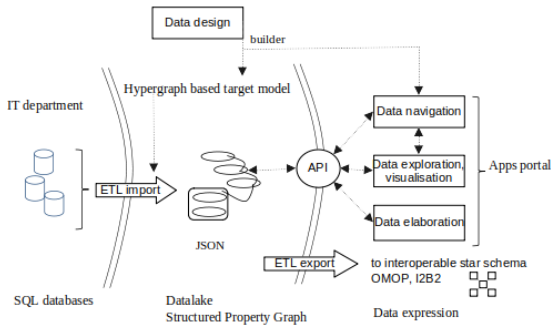 Data design
builder
IT department
Hypergraph based target model
Data navigation
API
Data exploration,
visualisation
Apps portal
ETL import
Data elaboration
JSON
ETL export
to interoperable star schema
OMOP, I2B2
SQL databases
Datalake
Structured Property Graph
Data expression